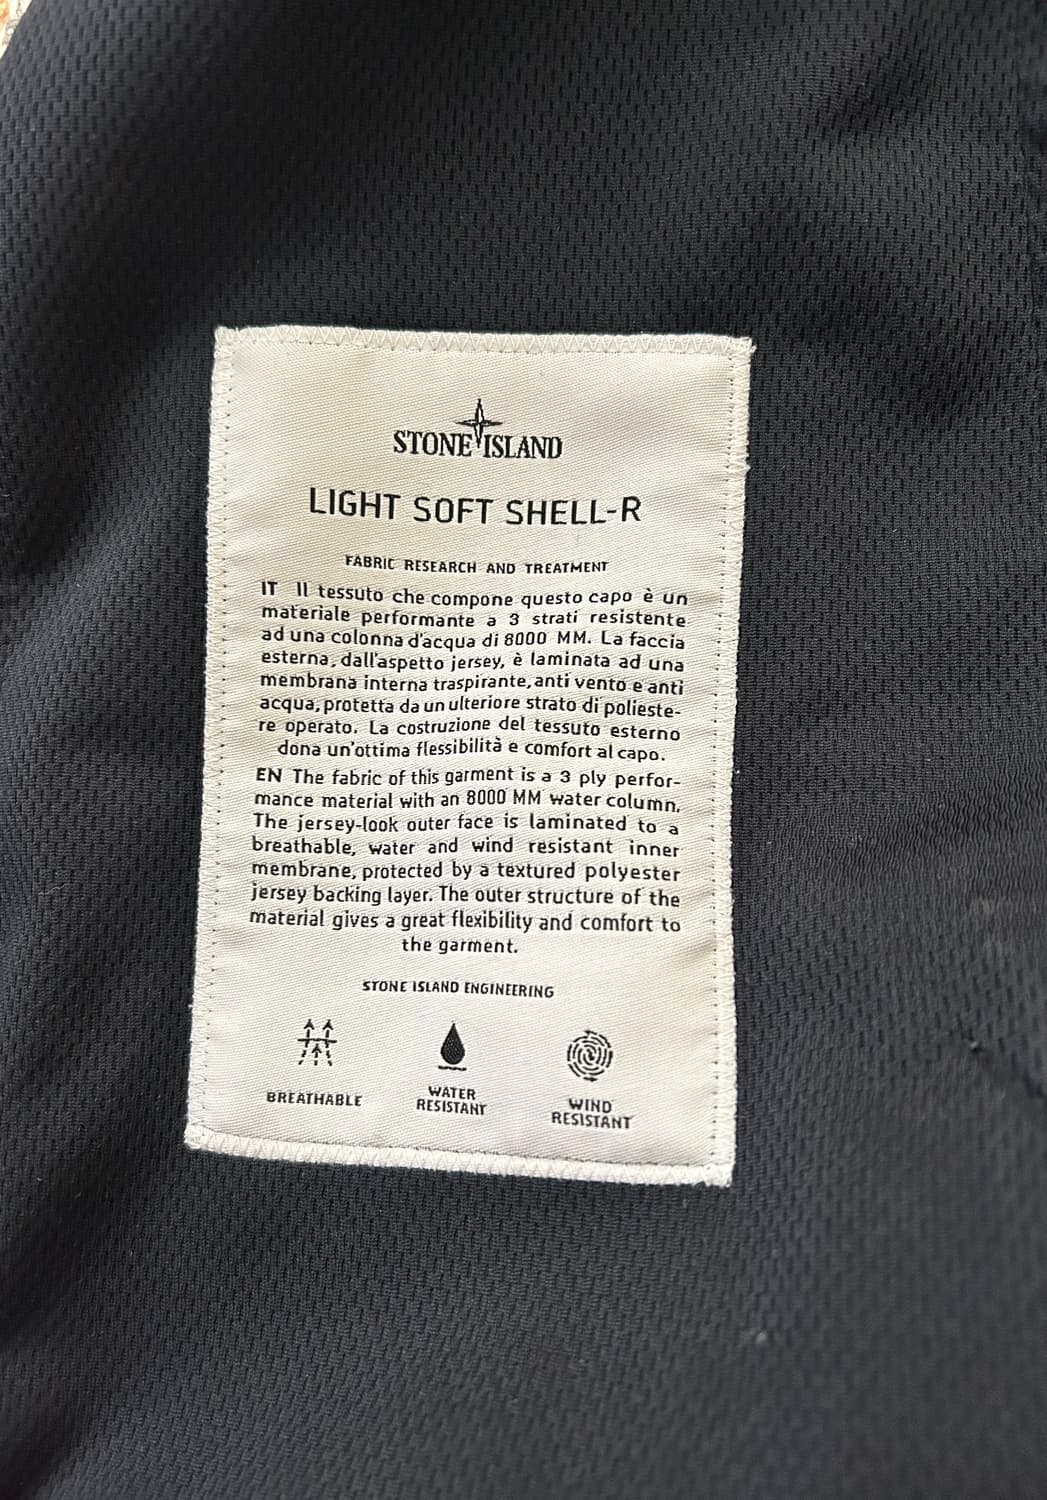 STONE ISLAND
LIGHT SOFT SHELL-R
FABRIC RESEARCH AND TREATMENT
IT Il tessuto che compone questo capo è un
materiale performante a 3 strati resistente
ad una colonna d'acqua di 8000 MM. La faccia
esterna, dall'aspetto jersey, è laminata ad una
membrana interna traspirante, anti vento e anti
acqua, protetta da un ulteriore strato di polieste-
re operato. La costruzione del tessuto esterno
dona un'ottima flessibilità e comfort al capo.
EN The fabric of this garment is a 3 ply perfor-
mance material with an 8000 MM water column.
The jersey-look outer face is laminated to a
breathable, water and wind resistant inner
membrane, protected by a textured polyester
jersey backing layer. The outer structure of the
material gives a great flexibility and comfort to
the garment.
STONE ISLAND ENGINEERING
BREATHABLE
WATER
RESISTANT
WIND
RESISTANT